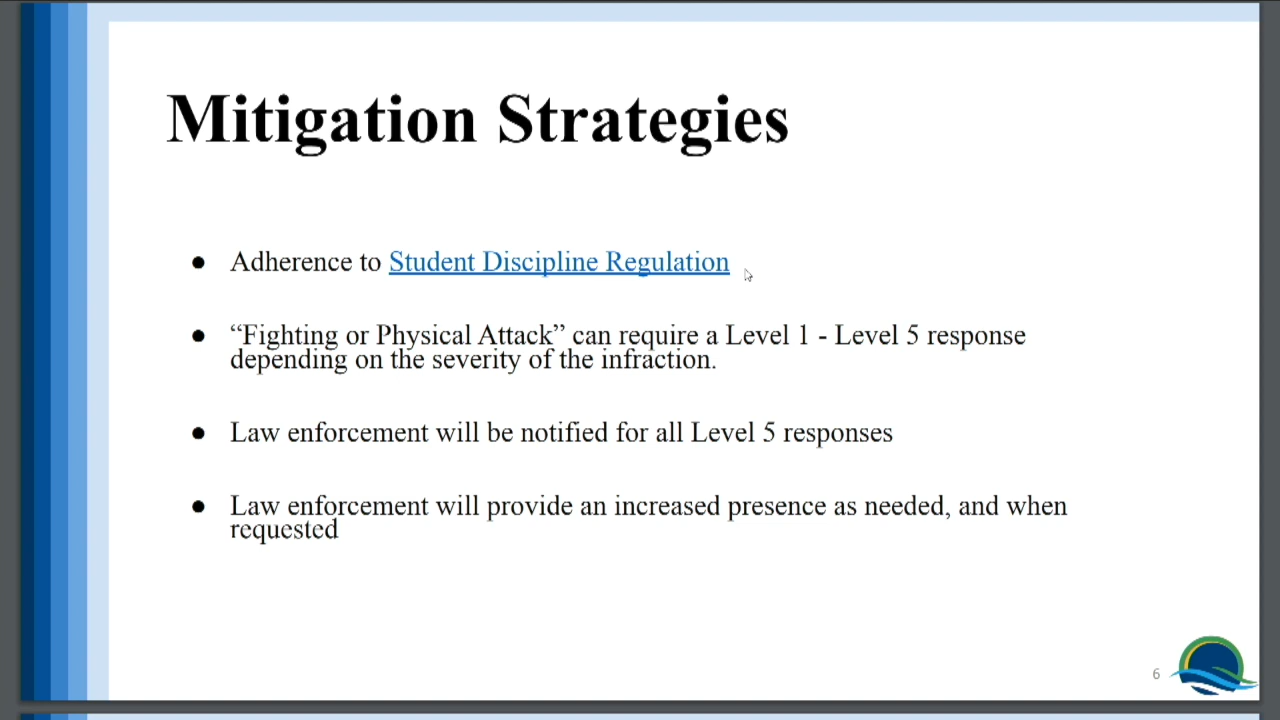 Mitigation Strategies
● Adherence to Student Discipline Regulation
● “Fighting or Physical Attack” can require a Level 1 - Level 5 response
depending on the severity of the infraction.
● Law enforcement will be notified for all Level 5 responses
● Law enforcement will provide an increased presence as needed, and when
requested
6